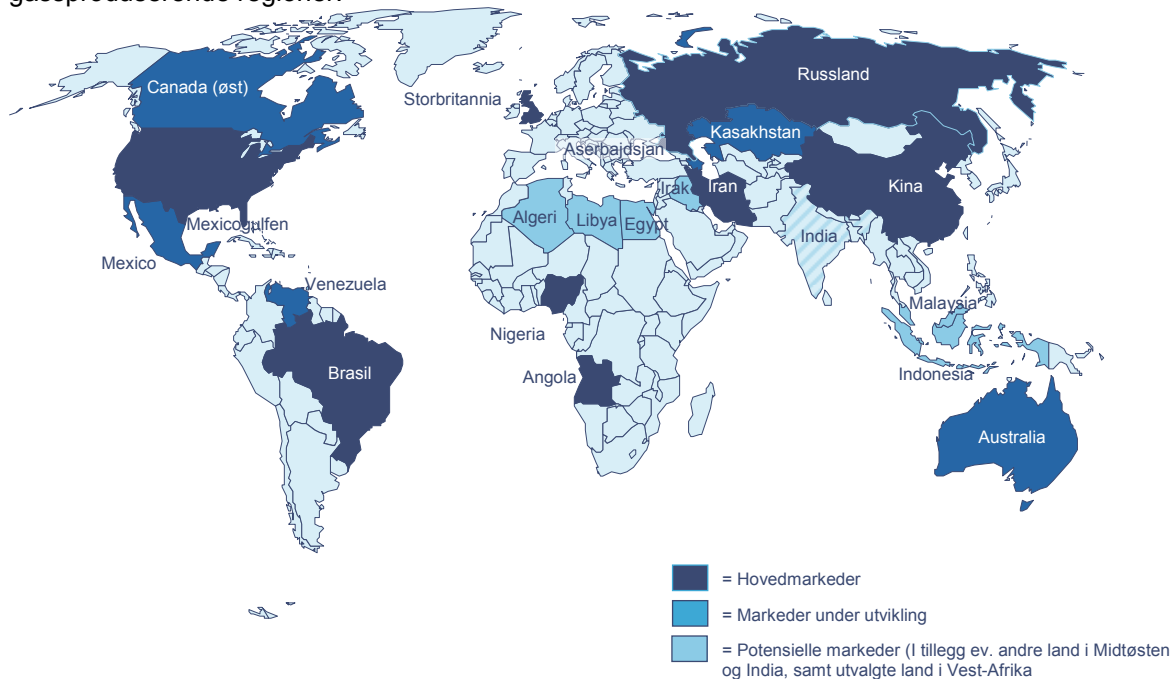 Canada (øst)
Russland
Storbritannia
Kasakhstan
Aserbajdsjan
Iran
Irak
Kina
Algeri
Libya
Egypt
India
Mexicogulfen
Mexico
Venezuela
Nigeria
Malaysia
Brasil
Angola
Indonesia
Australia
= Hovedmarkeder
= Markeder under utvikling
= Potensielle markeder (I tillegg ev. andre land i Midtøsten
og India, samt utvalgte land i Vest-Afrika